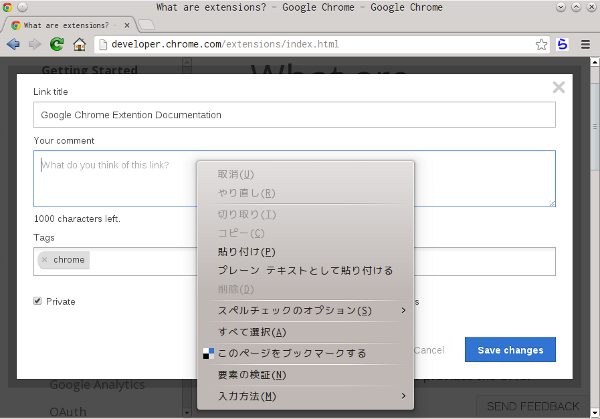 What are extensions? - Google Chrome - Google Chrome
What are extensions? - G
developer.chrome.com/extensions/index.html
Getting Started
What are
Link title
Google Chrome Extention Documentation
Your comment
What do you think of this link?
1000 characters left.
Tags
× chrome
Private
取消(U)
やり直し(R)
切り取り(T)
コピー(C)
貼り付け(P)
プレーン テキストとして貼り付ける
削除(D)
スペルチェックのオプション(S)
すべて選択(A)
このページをブックマークする
要素の検証(N)
入力方法(M)
Cancel
Save changes
Google Analytics
OAuth
SEND FEEDBACK